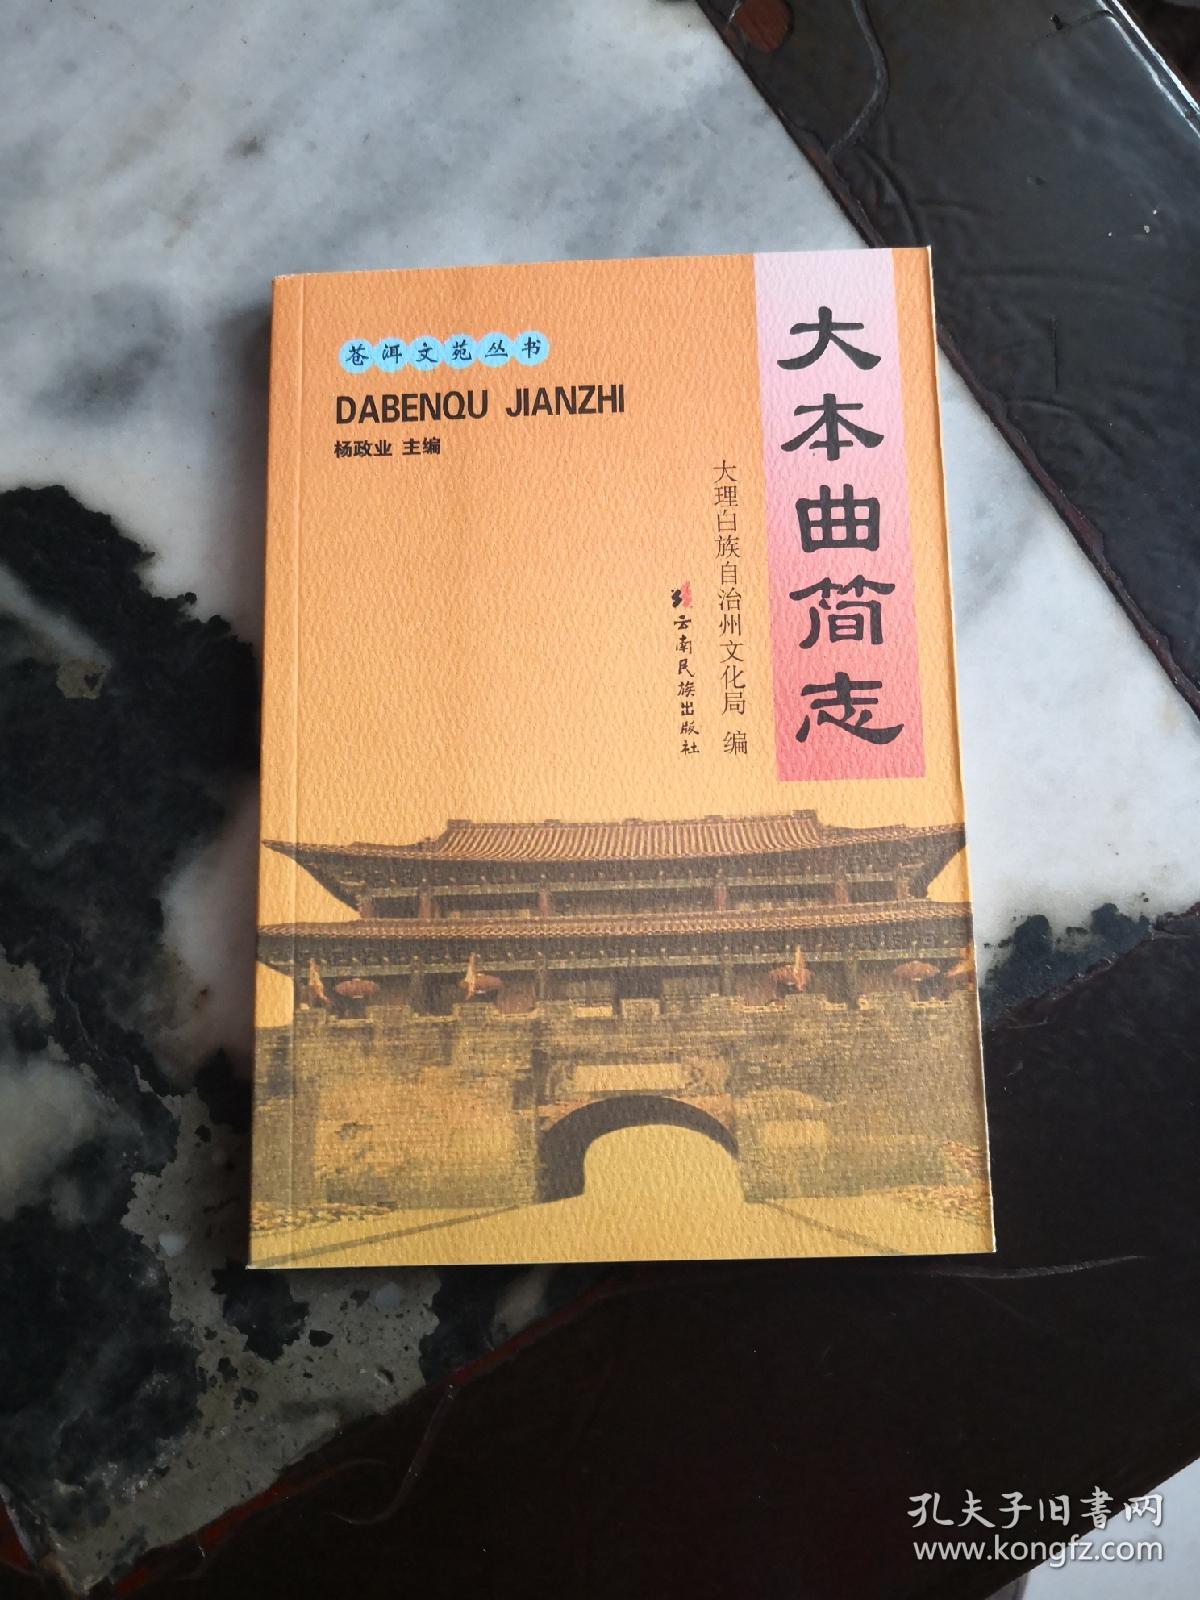 苍洱文苑丛书
DABENQU JIANZHI
杨政业 主编
大本曲简志
大理白族自治州文化局 编
云南民族出版社
孔夫子旧书网
www.kongfz.com